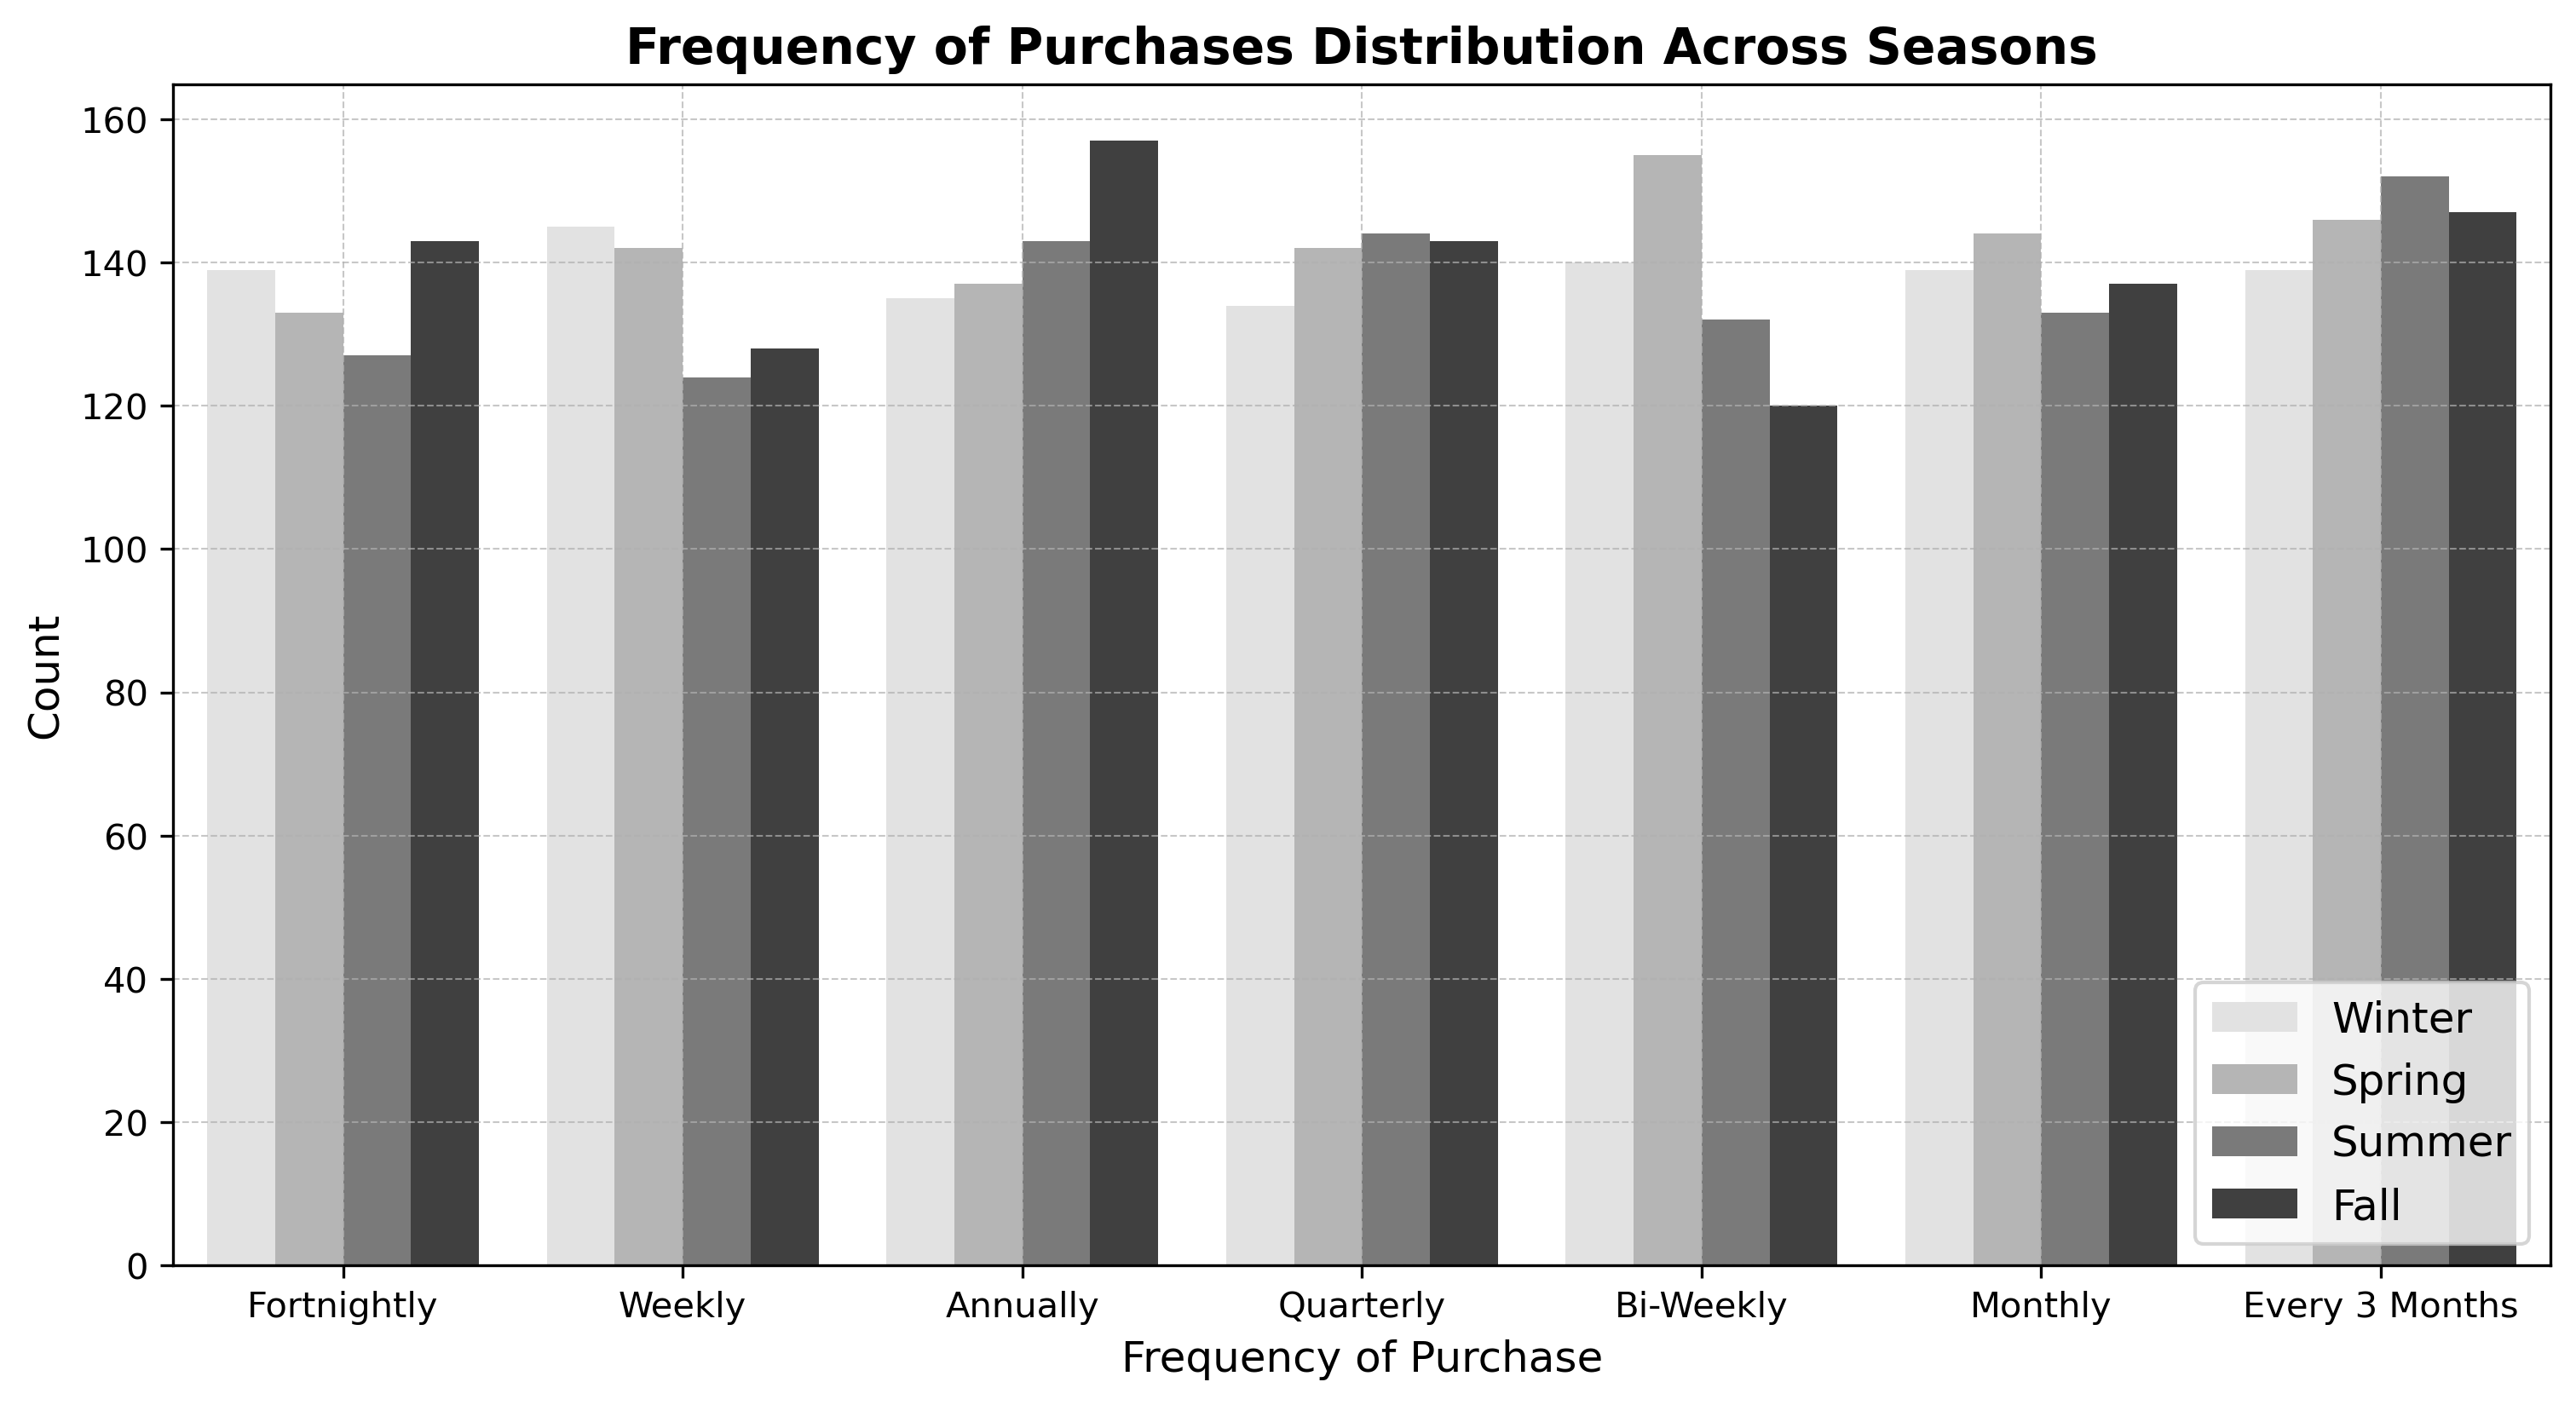 Frequency of Purchases Distribution Across Seasons
160
140
120
100
80
60
40
20
0
Count
Winter
Spring
Summer
Fall
Fortnightly Weekly Annually Quarterly Bi-Weekly Monthly Every 3 Months
Frequency of Purchase